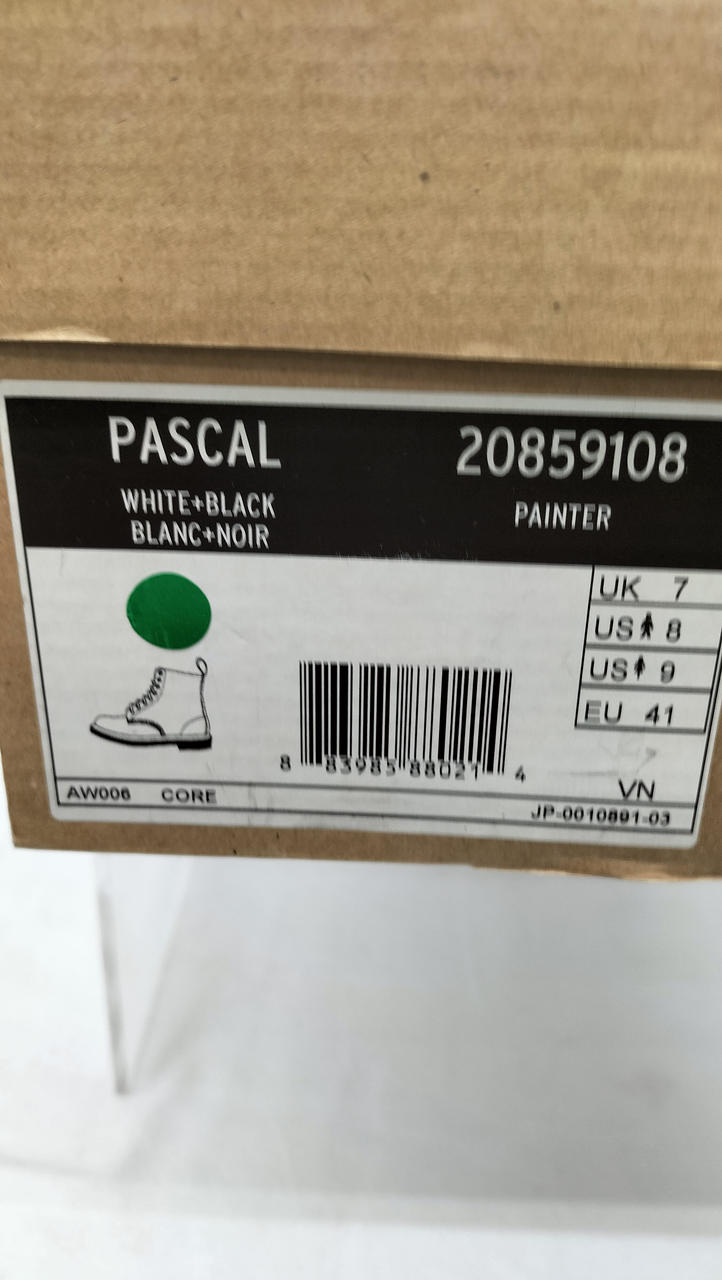 PASCAL
20859108
WHITE+BLACK
BLANC+NOIR
PAINTER
UK 7
US 8
US 9
EU 41
8 83985 88021 4
VN
AW006 CORE
JP-0010891-03